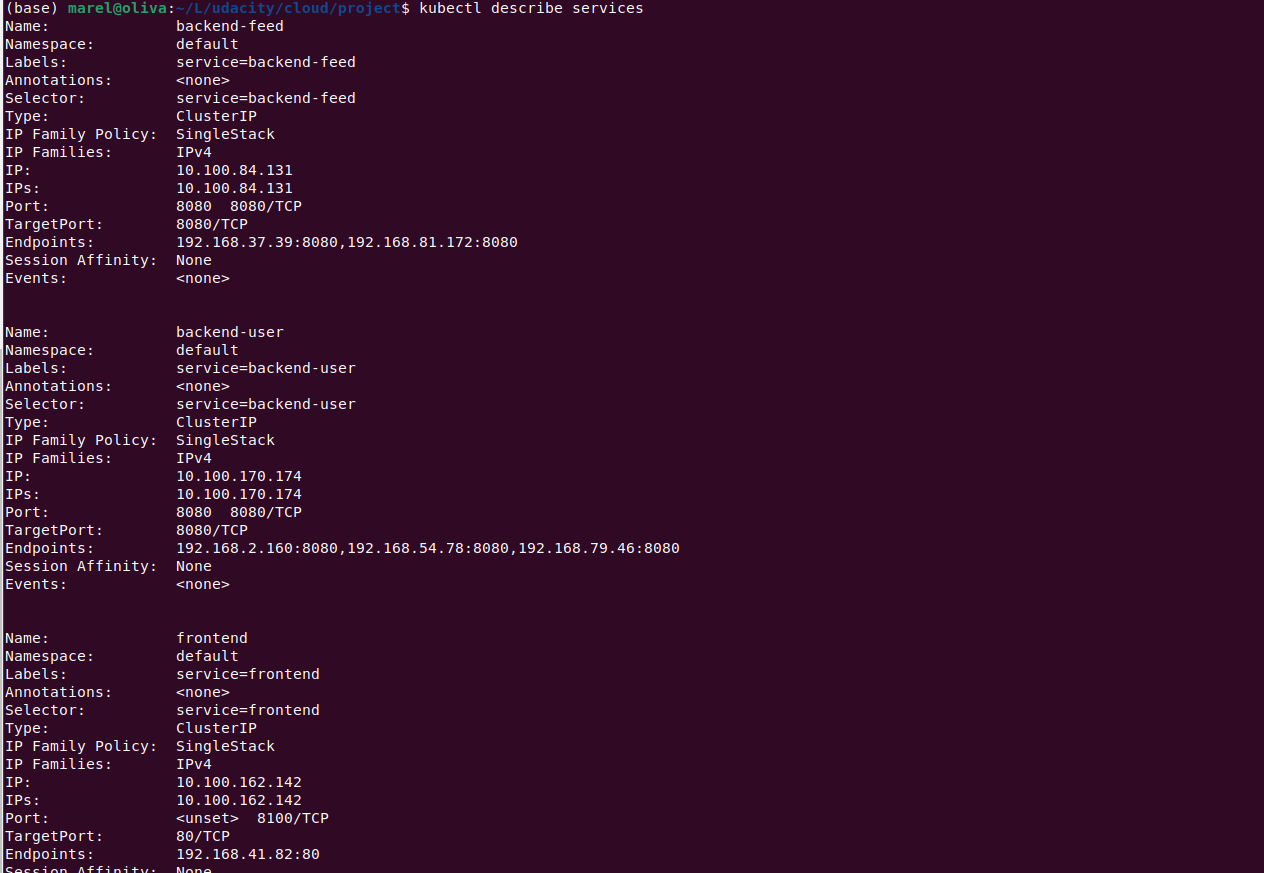 (base) marel@oliva:~/L/udacity/cloud/project$ kubectl describe services
Name:              backend-feed
Namespace:         default
Labels:            service=backend-feed
Annotations:       <none>
Selector:          service=backend-feed
Type:              ClusterIP
IP Family Policy:  SingleStack
IP Families:       IPv4
IP:                10.100.84.131
IPs:               10.100.84.131
Port:              8080  8080/TCP
TargetPort:        8080/TCP
Endpoints:         192.168.37.39:8080,192.168.81.172:8080
Session Affinity:  None
Events:            <none>
Name:              backend-user
Namespace:         default
Labels:            service=backend-user
Annotations:       <none>
Selector:          service=backend-user
Type:              ClusterIP
IP Family Policy:  SingleStack
IP Families:       IPv4
IP:                10.100.170.174
IPs:               10.100.170.174
Port:              8080  8080/TCP
TargetPort:        8080/TCP
Endpoints:         192.168.2.160:8080,192.168.54.78:8080,192.168.79.46:8080
Session Affinity:  None
Events:            <none>
Name:              frontend
Namespace:         default
Labels:            service=frontend
Annotations:       <none>
Selector:          service=frontend
Type:              ClusterIP
IP Family Policy:  SingleStack
IP Families:       IPv4
IP:                10.100.162.142
IPs:               10.100.162.142
Port:              <unset>  8100/TCP
TargetPort:        80/TCP
Endpoints:         192.168.41.82:80
Session Affinity:  None